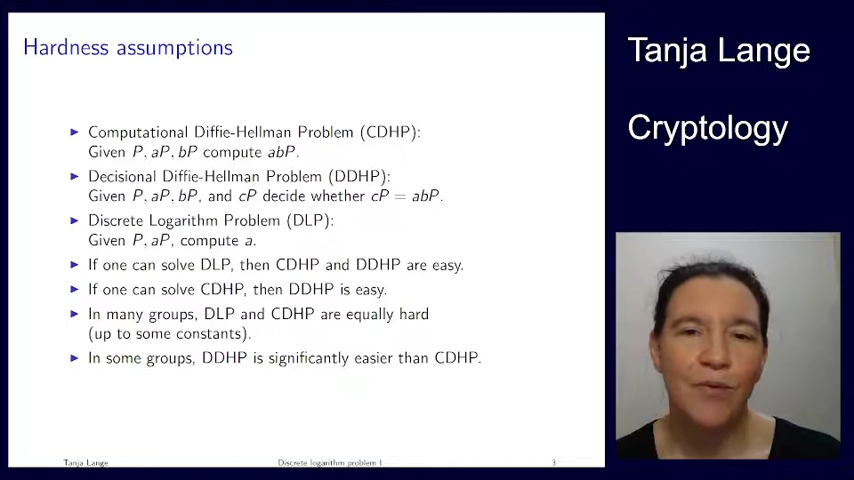 Hardness assumptions
▶ Computational Diffie-Hellman Problem (CDHP):
Given P, aP, bP compute abP.
▶ Decisional Diffie-Hellman Problem (DDHP):
Given P, aP, bP, and cP decide whether cP = abP.
▶ Discrete Logarithm Problem (DLP):
Given P, aP, compute a.
▶ If one can solve DLP, then CDHP and DDHP are easy.
▶ If one can solve CDHP, then DDHP is easy.
▶ In many groups, DLP and CDHP are equally hard
(up to some constants).
▶ In some groups, DDHP is significantly easier than CDHP.
Tanja Lange Discrete logarithm problem I 3
Tanja Lange
Cryptology